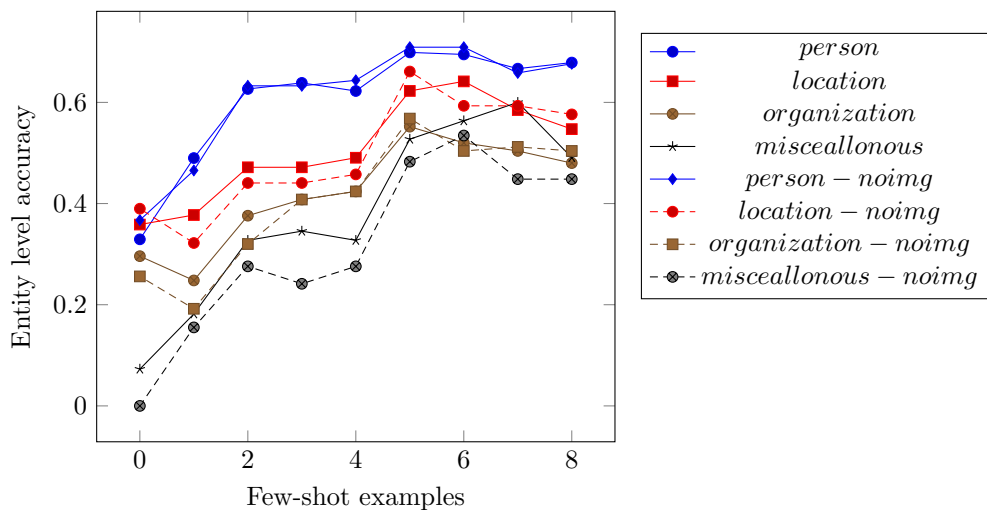 Entity level accuracy
0.6
0.4
0.2
0
0 2 4 6 8
Few-shot examples
person
location
organization
misceallonous
person − noimg
location − noimg
organization − noimg
misceallonous − noimg